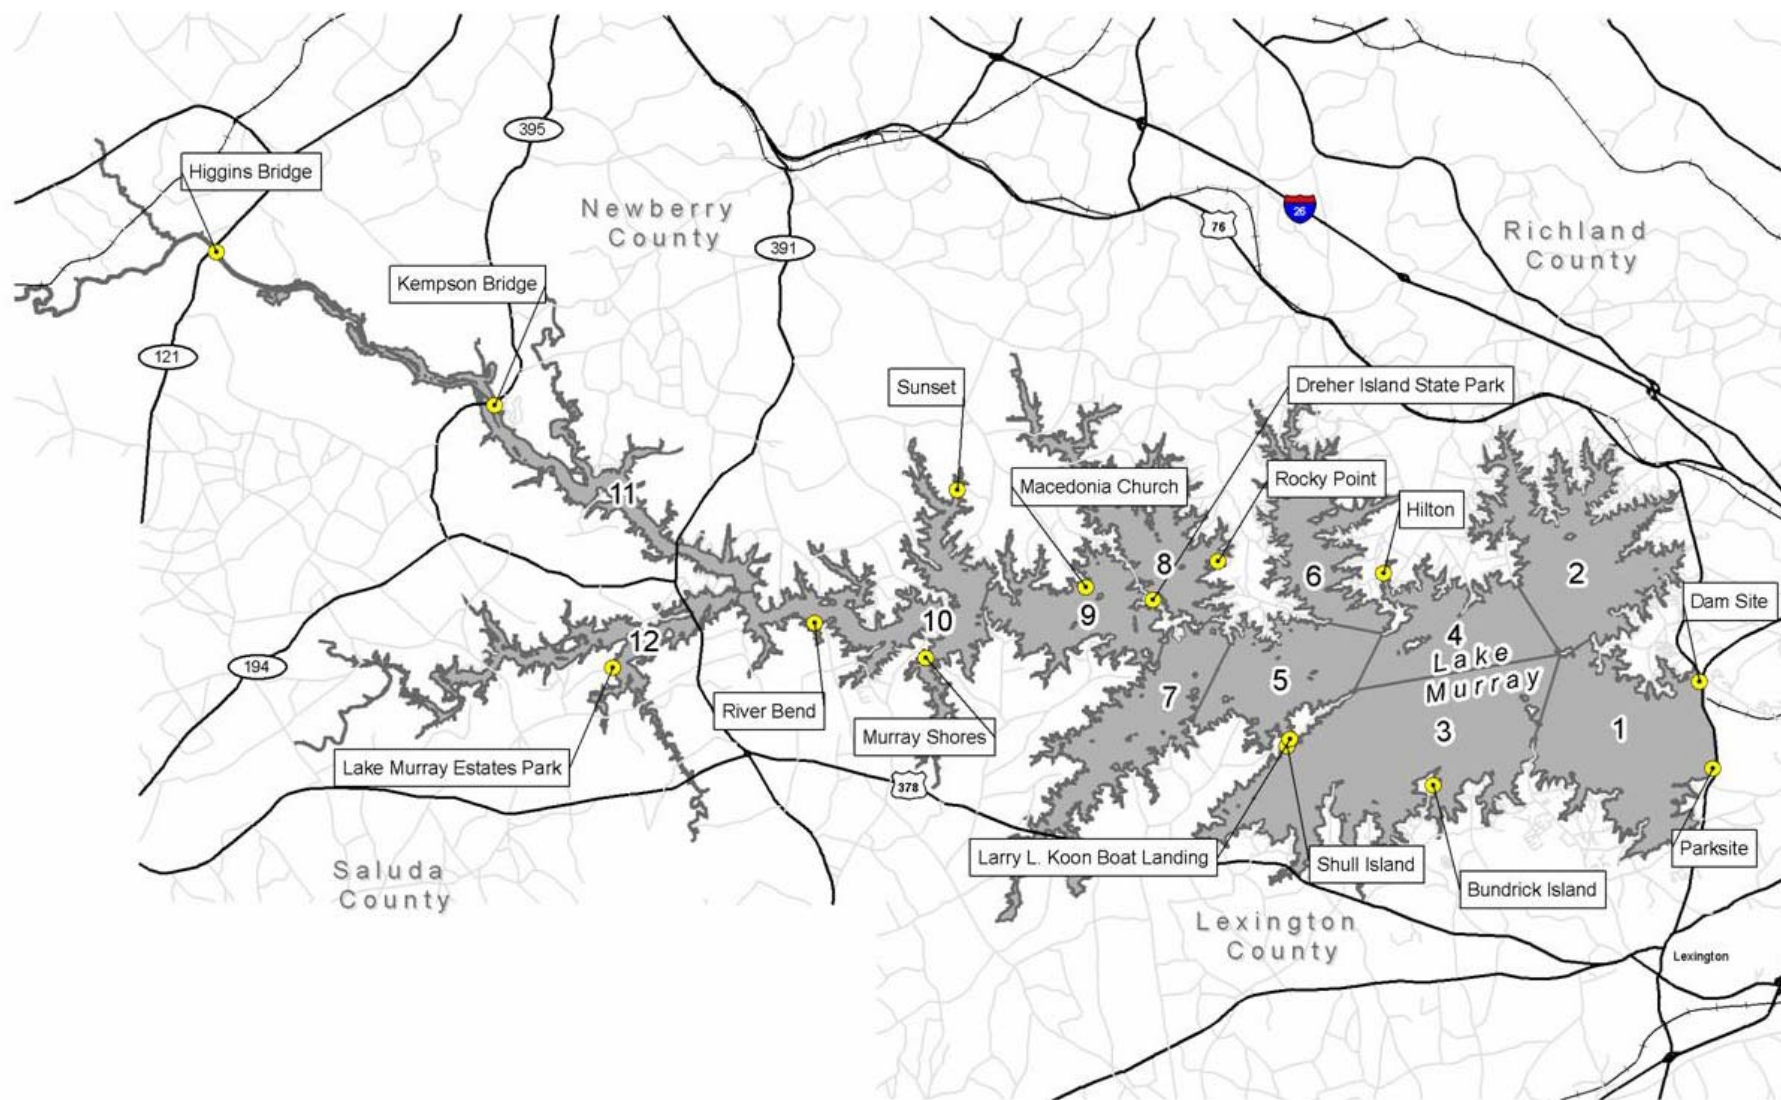 395
Higgins Bridge
Newberry
County
391
76
26
Richland
County
Kempson Bridge
121
Sunset
Dreher Island State Park
Macedonia Church
Rocky Point
Hilton
11
8
6
2
Dam Site
9
10
4
12
194
Lake
Murray
5
7
River Bend
Murray Shores
3
1
Lake Murray Estates Park
378
Parksite
Larry L. Koon Boat Landing
Shull Island
Bundrick Island
Saluda
County
Lexington
County
Lexington